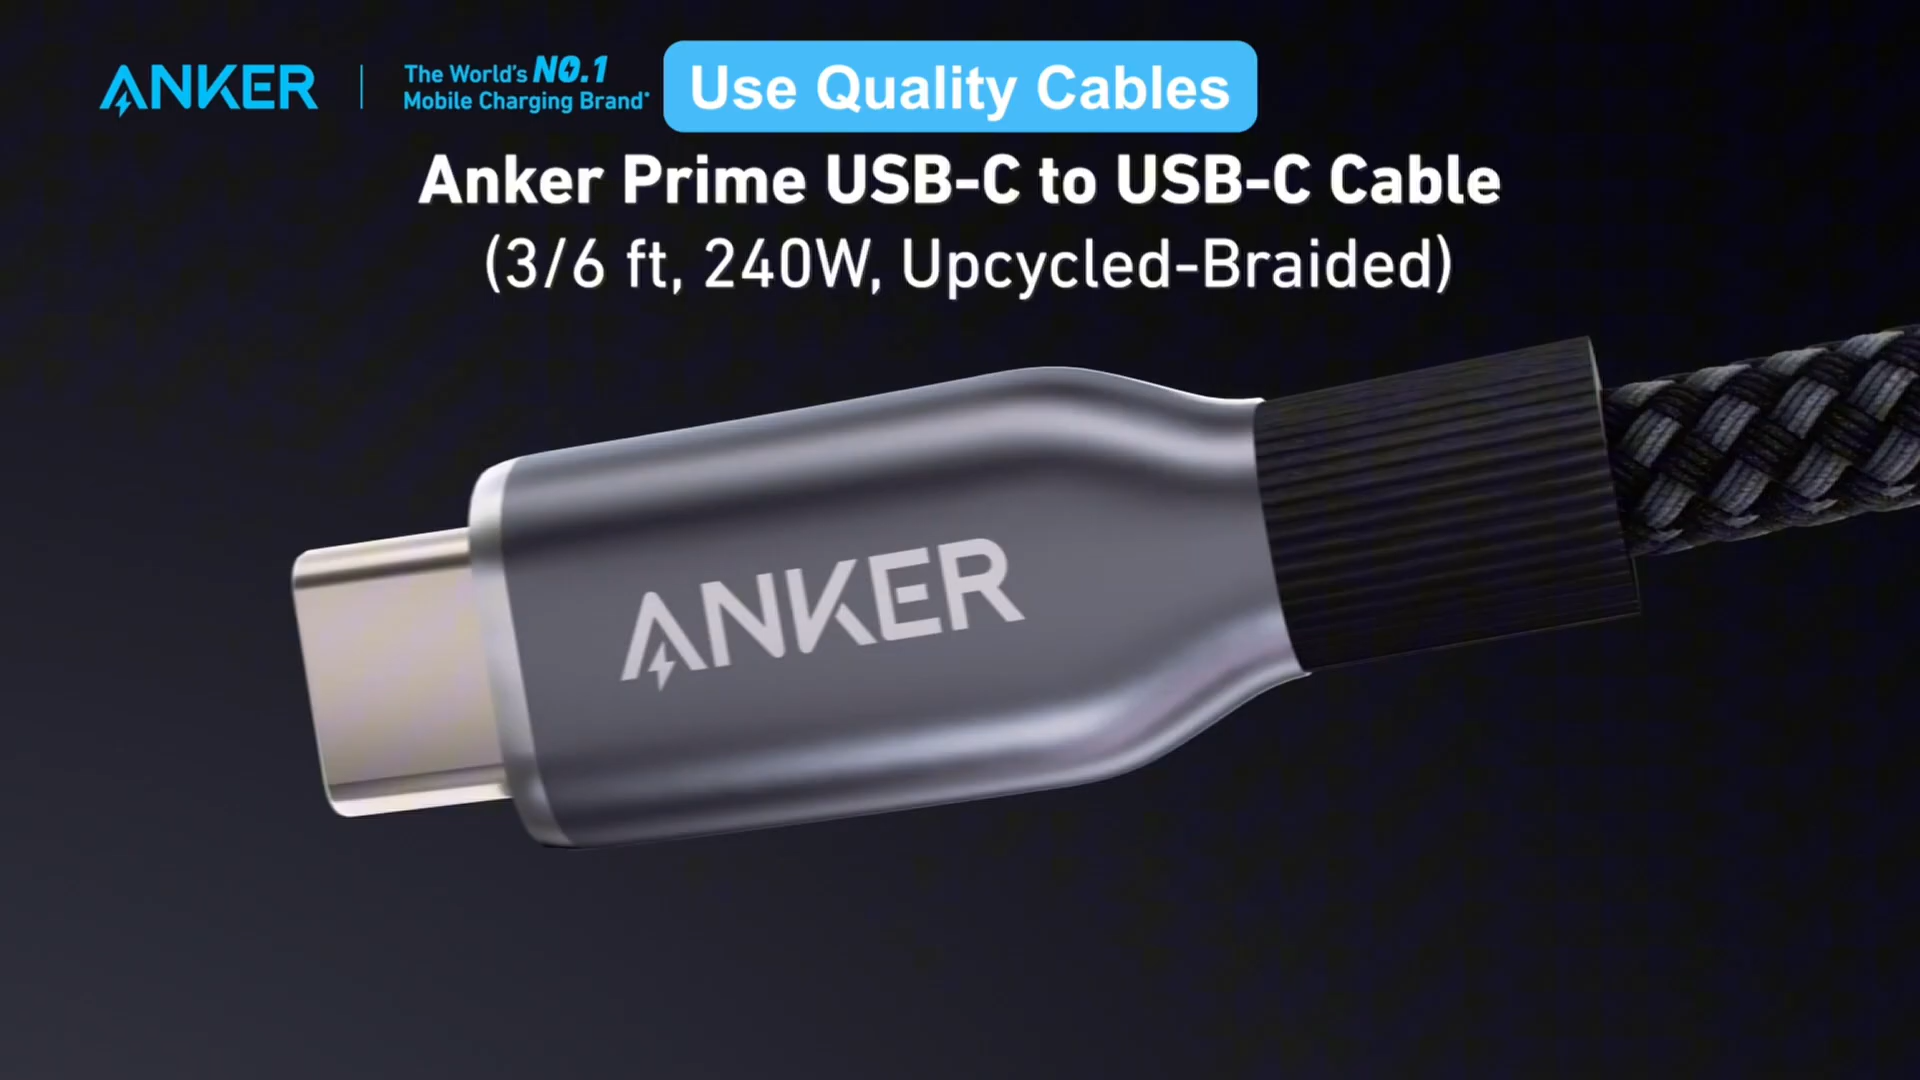 ANKER
The World's NO.1
Mobile Charging Brand*
Use Quality Cables
Anker Prime USB-C to USB-C Cable
(3/6 ft, 240W, Upcycled-Braided)
ANKER